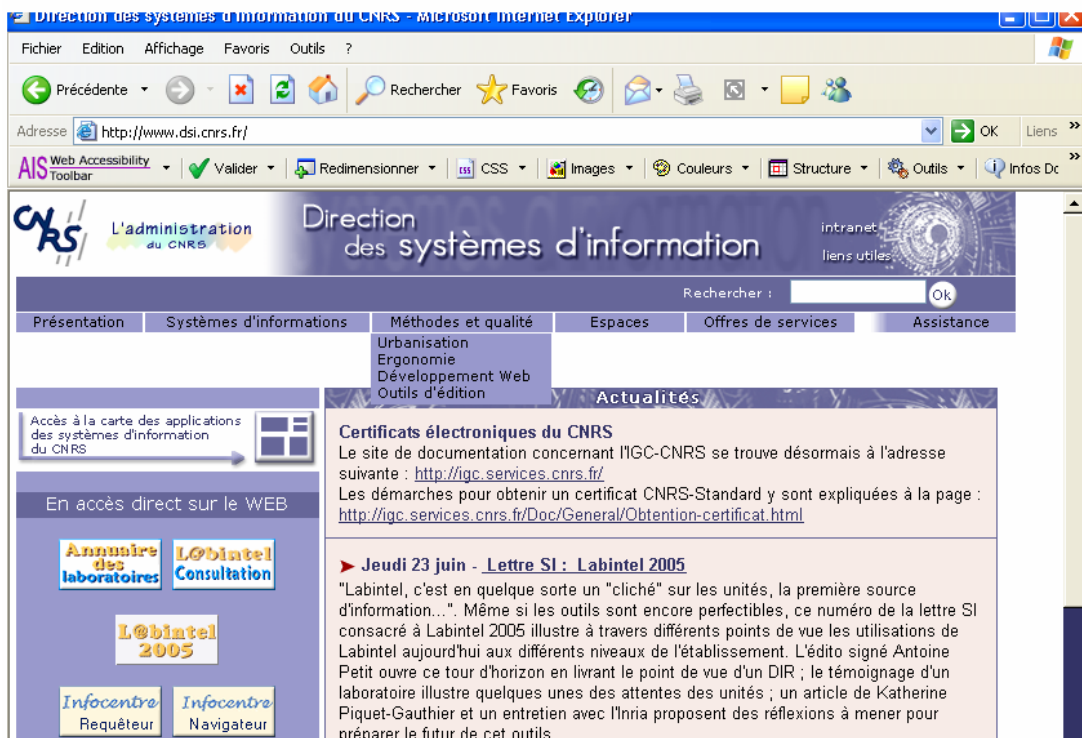 Direction des systèmes d'information du CNRS - Microsoft Internet Explorer
Fichier Edition Affichage Favoris Outils ?
Précédente Rechercher Favoris
Adresse http://www.dsi.cnrs.fr/ OK Liens »
AIS Web Accessibility Toolbar Valider Redimensionner css CSS Images Couleurs Structure Outils Infos Dc »
CNRS
L'administration
du CNRS
Direction
des systèmes d'information
intranet
liens utiles
Rechercher : Ok
Présentation Systèmes d'informations Méthodes et qualité Espaces Offres de services Assistance
Urbanisation
Ergonomie
Développement Web
Outils d'édition
Accès à la carte des applications
des systèmes d'information
du CNRS
En accès direct sur le WEB
Annuaire
des
laboratoires
L@bintel
Consultation
L@bintel
2005
Infocentre
Requêteur
Infocentre
Navigateur
Actualités
Certificats électroniques du CNRS
Le site de documentation concernant l'IGC-CNRS se trouve désormais à l'adresse
suivante : http://igc.services.cnrs.fr/
Les démarches pour obtenir un certificat CNRS-Standard y sont expliquées à la page :
http://igc.services.cnrs.fr/Doc/General/Obtention-certificat.html
Jeudi 23 juin - Lettre SI : Labintel 2005
"Labintel, c'est en quelque sorte un "cliché" sur les unités, la première source
d'information...". Même si les outils sont encore perfectibles, ce numéro de la lettre SI
consacré à Labintel 2005 illustre à travers différents points de vue les utilisations de
Labintel aujourd'hui aux différents niveaux de l'établissement. L'édito signé Antoine
Petit ouvre ce tour d'horizon en livrant le point de vue d'un DIR ; le témoignage d'un
laboratoire illustre quelques unes des attentes des unités ; un article de Katherine
Piquet-Gauthier et un entretien avec l'Inria proposent des réflexions à mener pour
préparer le futur de cet outils